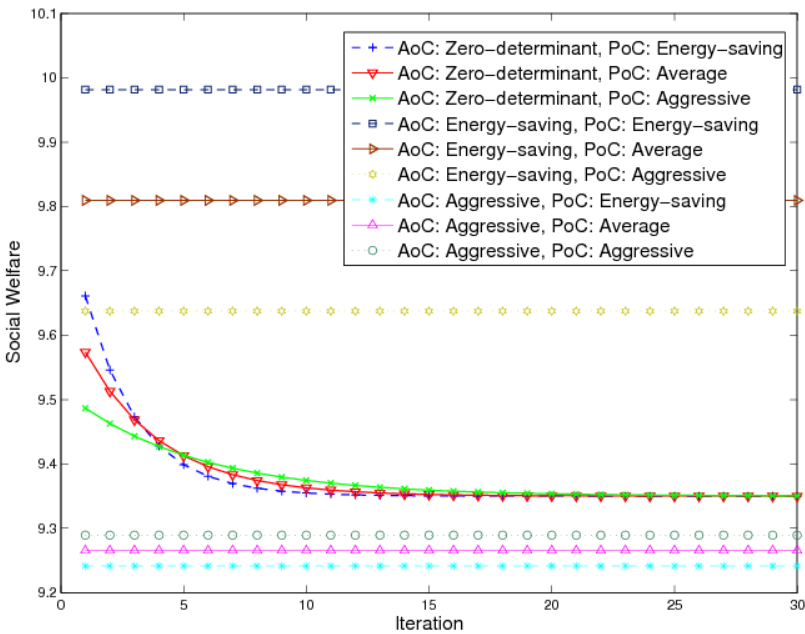 10.1
10
9.9
9.8
9.7
9.6
9.5
9.4
9.3
9.2
Social Welfare
AoC: Zero−determinant, PoC: Energy−saving
AoC: Zero−determinant, PoC: Average
AoC: Zero−determinant, PoC: Aggressive
AoC: Energy−saving, PoC: Energy−saving
AoC: Energy−saving, PoC: Average
AoC: Energy−saving, PoC: Aggressive
AoC: Aggressive, PoC: Energy−saving
AoC: Aggressive, PoC: Average
AoC: Aggressive, PoC: Aggressive
0 5 10 15 20 25 30
Iteration